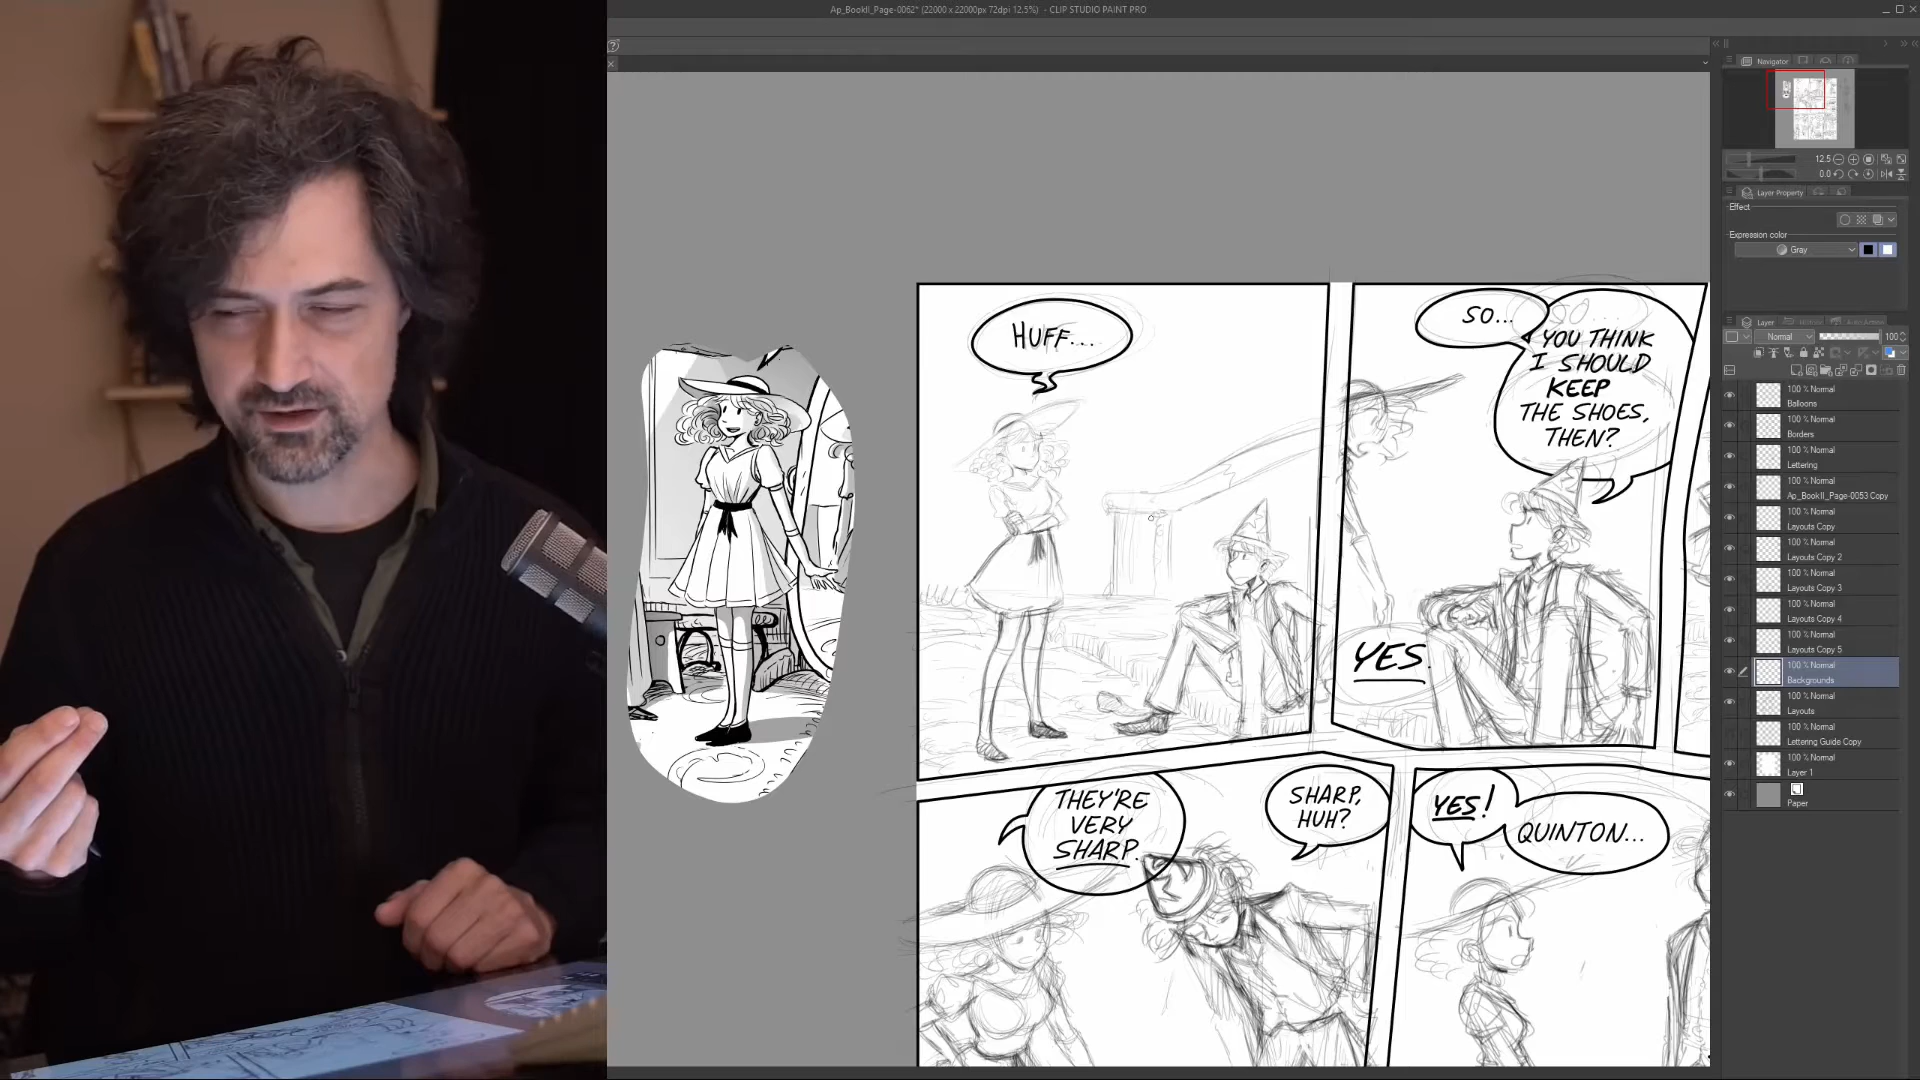 Ap_BookII_Page-0062* (22000 x 22000px 72dpi 12.5%) - CLIP STUDIO PAINT PRO
Navigator
12.5
0.0
Layer Property
Effect
Expression color
Gray
Layer
Normal
100
100 % Normal
Balloons
100 % Normal
Borders
100 % Normal
Lettering
100 % Normal
Ap_BookII_Page-0053 Copy
100 % Normal
Layouts Copy
100 % Normal
Layouts Copy 2
100 % Normal
Layouts Copy 3
100 % Normal
Layouts Copy 4
100 % Normal
Layouts Copy 5
100 % Normal
Backgrounds
100 % Normal
Layouts
100 % Normal
Lettering Guide Copy
100 % Normal
Layer 1
Paper
HUFF...
SO...
YOU THINK
I SHOULD
KEEP
THE SHOES,
THEN?
YES.
THEY'RE
VERY
SHARP.
SHARP,
HUH?
YES!
QUINTON...